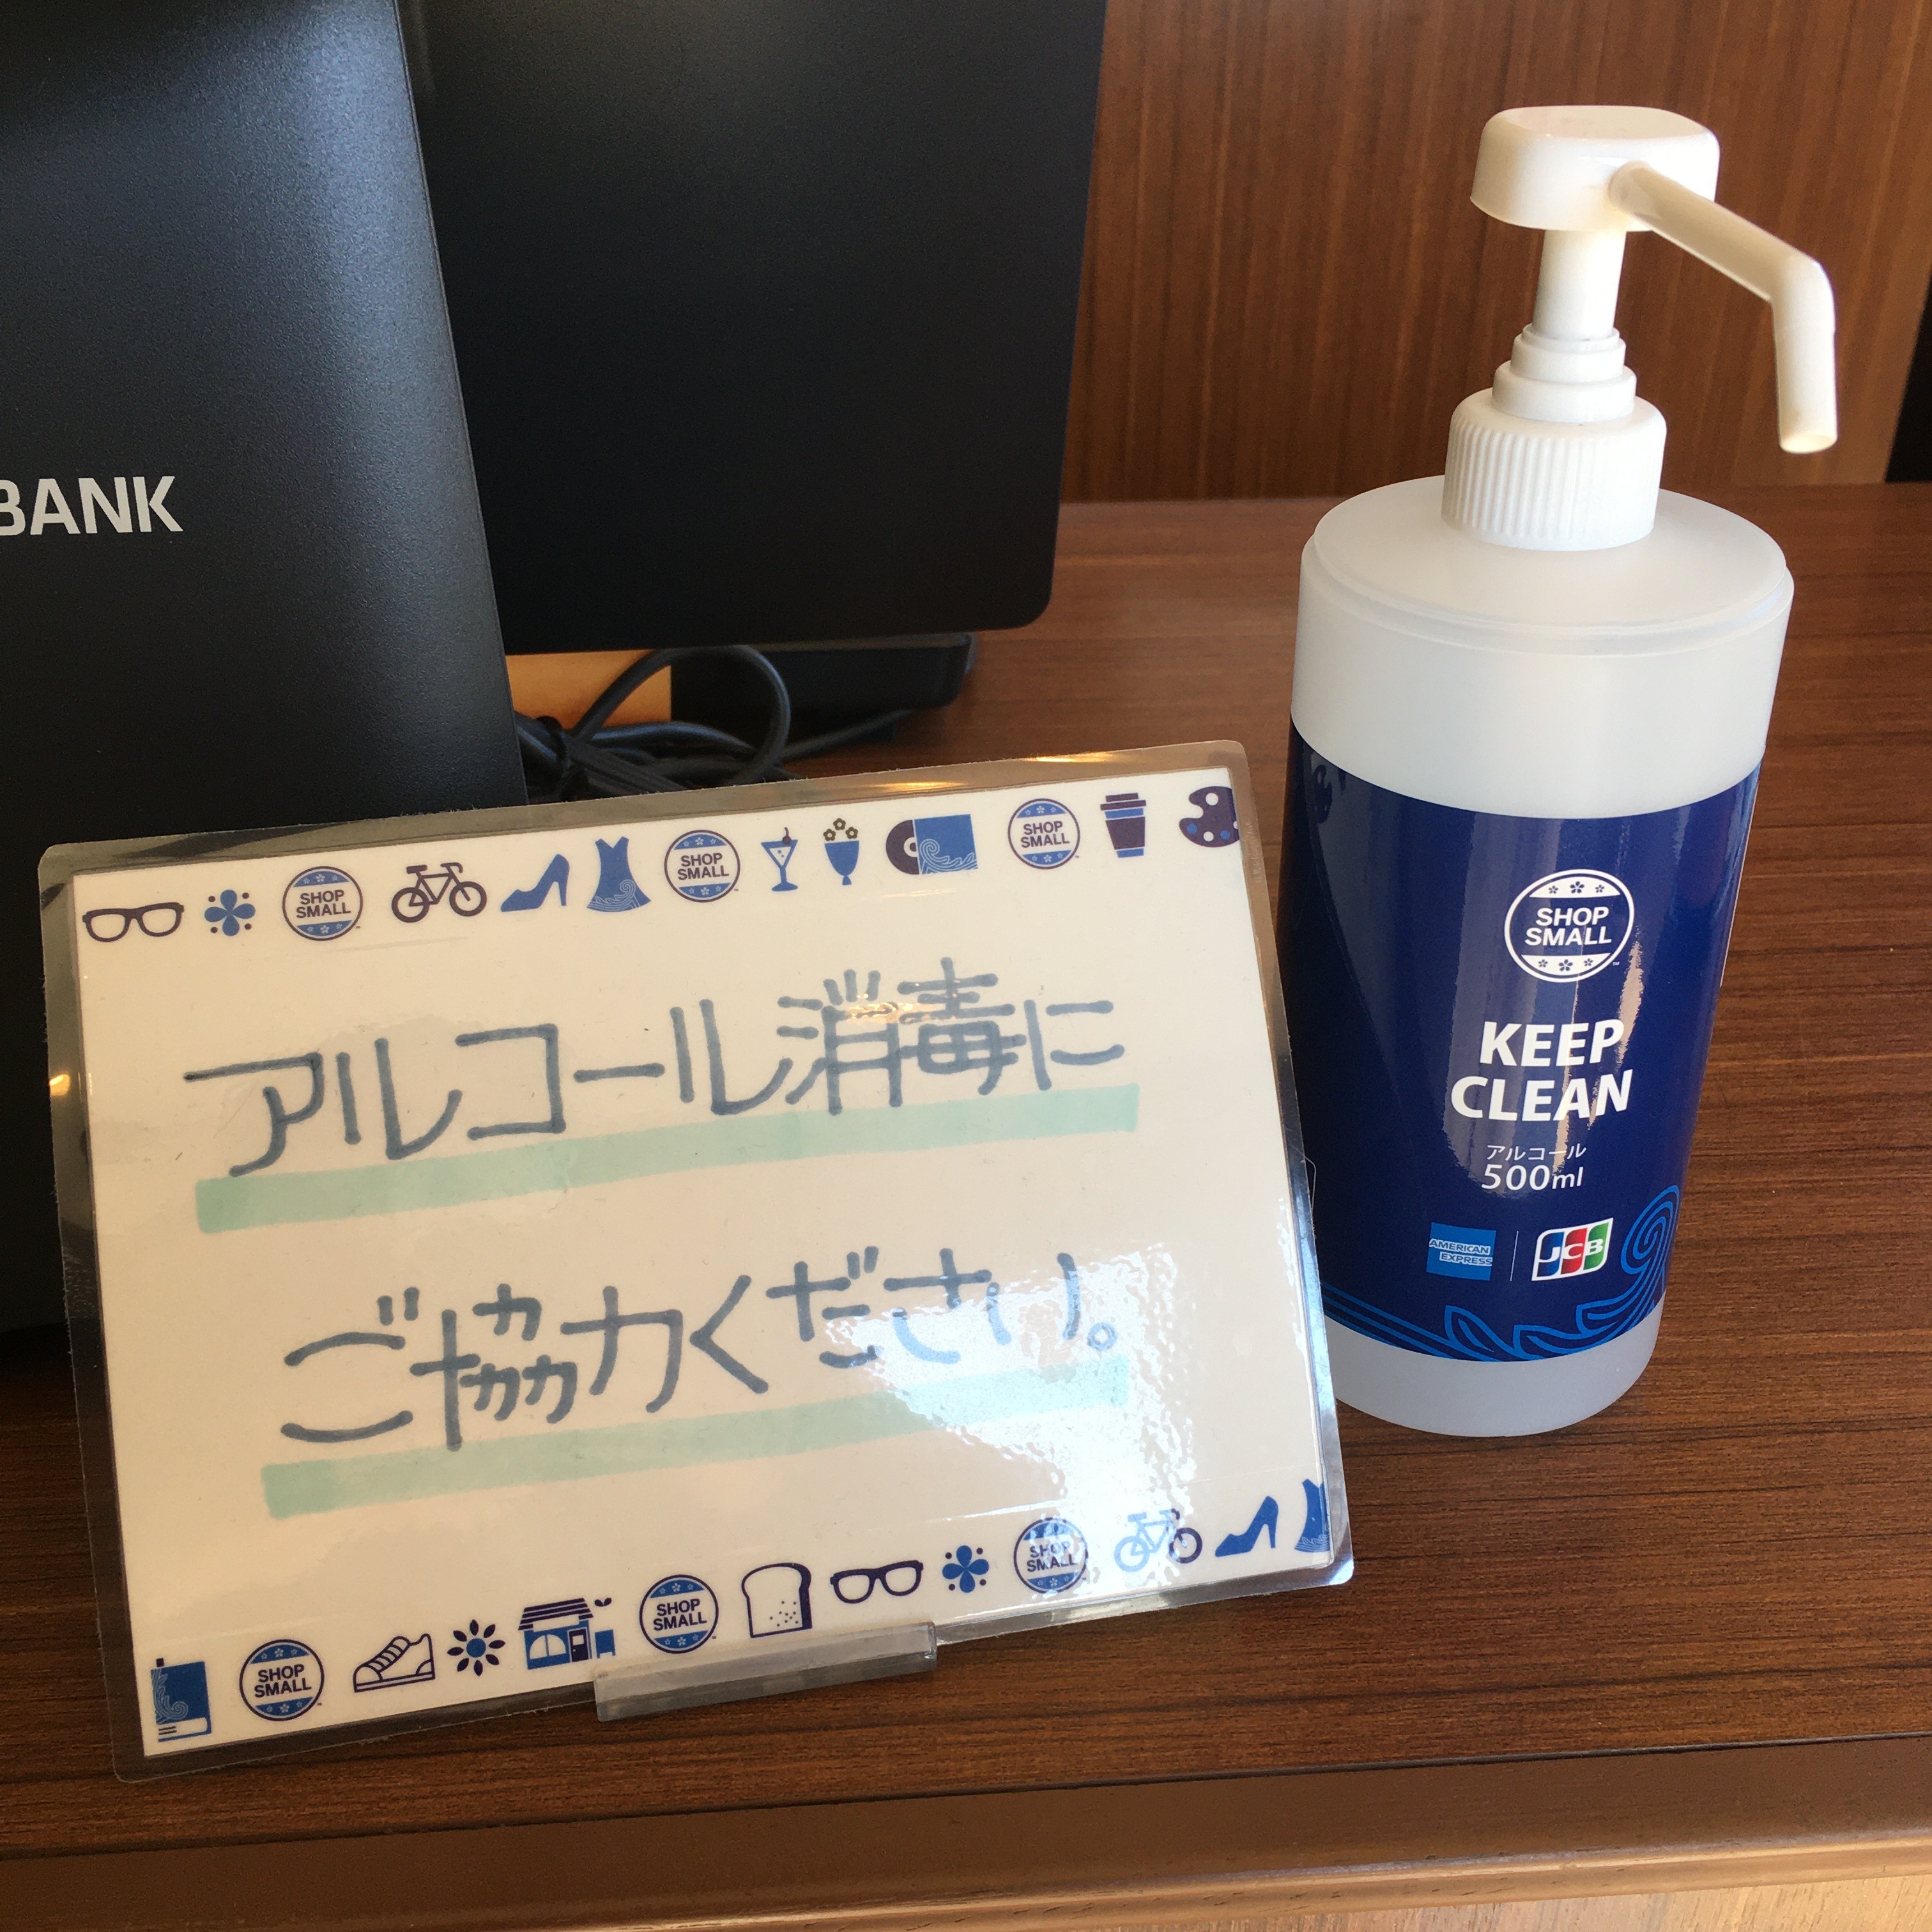 BANK
SHOP
SMALL
SHOP
SMALL
SHOP
SMALL
アルコール消毒に
ご協力ください。
SHOP
SMALL
SHOP
SMALL
SHOP
SMALL
SHOP
SMALL
KEEP
CLEAN
アルコール
500ml
AMERICAN
EXPRESS
JCB